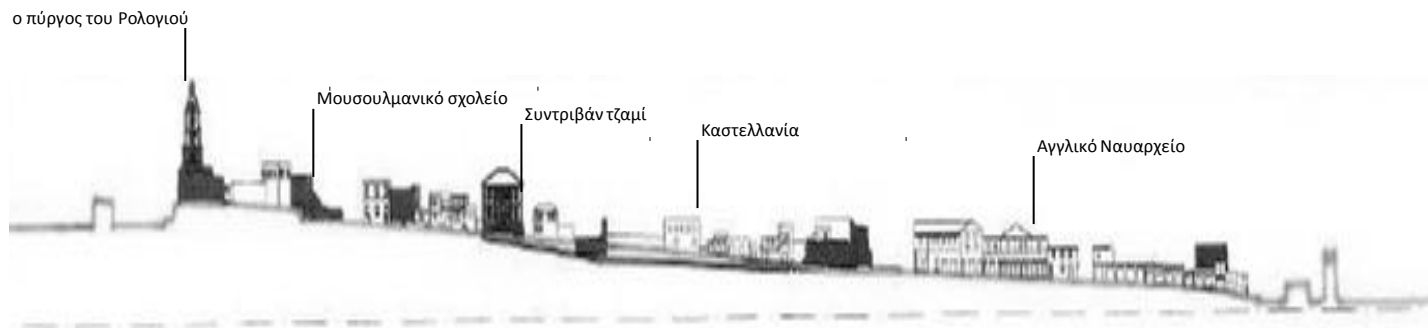 ο πύργος του Ρολογιού
Μουσουλμανικό σχολείο
Συντριβάν τζαμί
Καστελλανία
Αγγλικό Ναυαρχείο